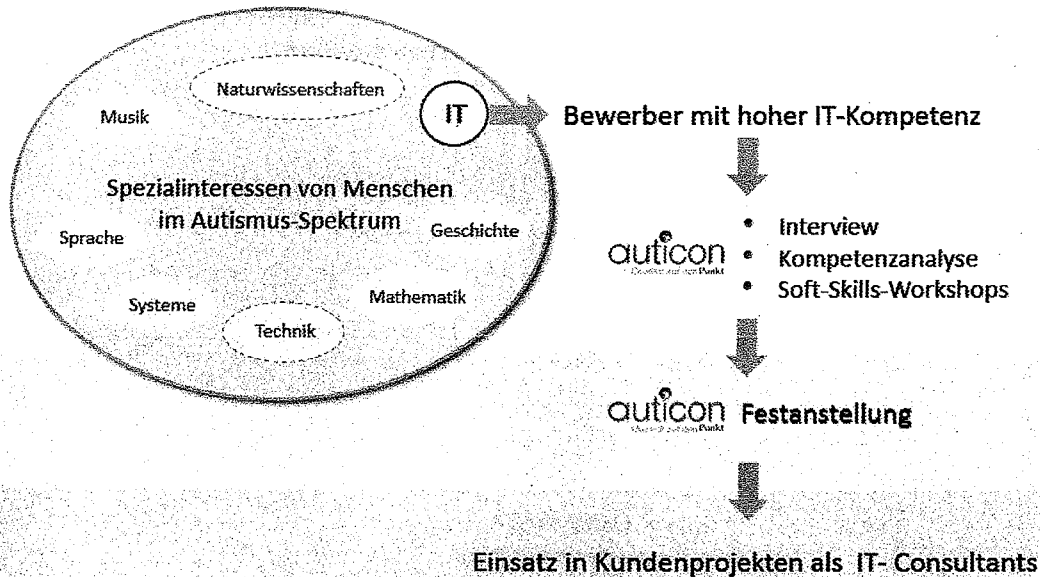 Naturwissenschaften
Musik
IT
Bewerber mit hoher IT-Kompetenz
Spezialinteressen von Menschen
im Autismus-Spektrum
Sprache
Geschichte
Systeme
Mathematik
Technik
auticon
• Interview
• Kompetenzanalyse
• Soft-Skills-Workshops
auticon Festanstellung
Einsatz in Kundenprojekten als IT- Consultants